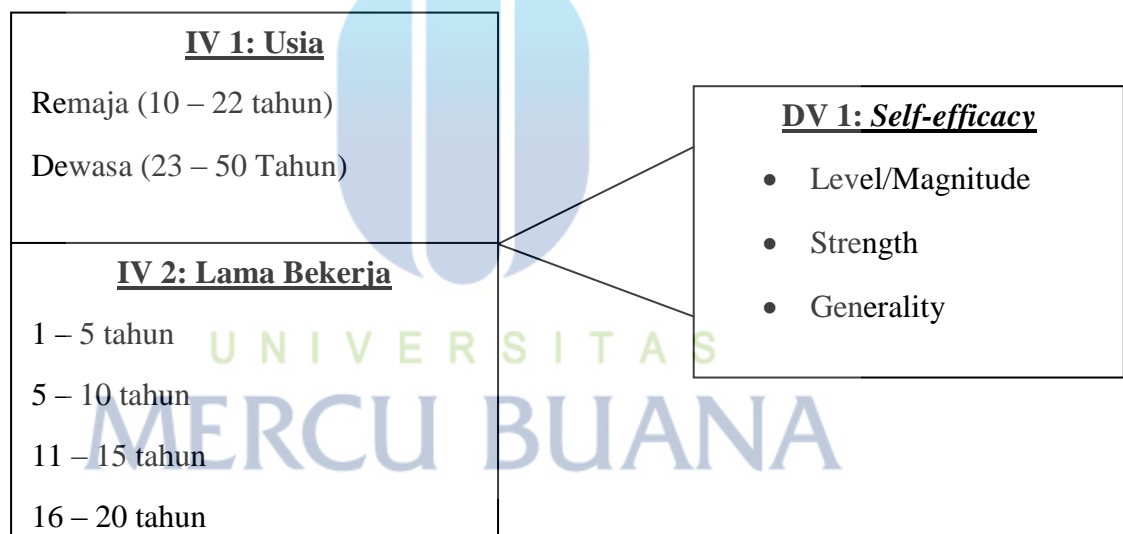 IV 1: Usia
Remaja (10 – 22 tahun)
Dewasa (23 – 50 Tahun)
IV 2: Lama Bekerja
1 – 5 tahun
5 – 10 tahun
11 – 15 tahun
16 – 20 tahun
DV 1: Self-efficacy
• Level/Magnitude
• Strength
• Generality
UNIVERSITAS
MERCU BUANA